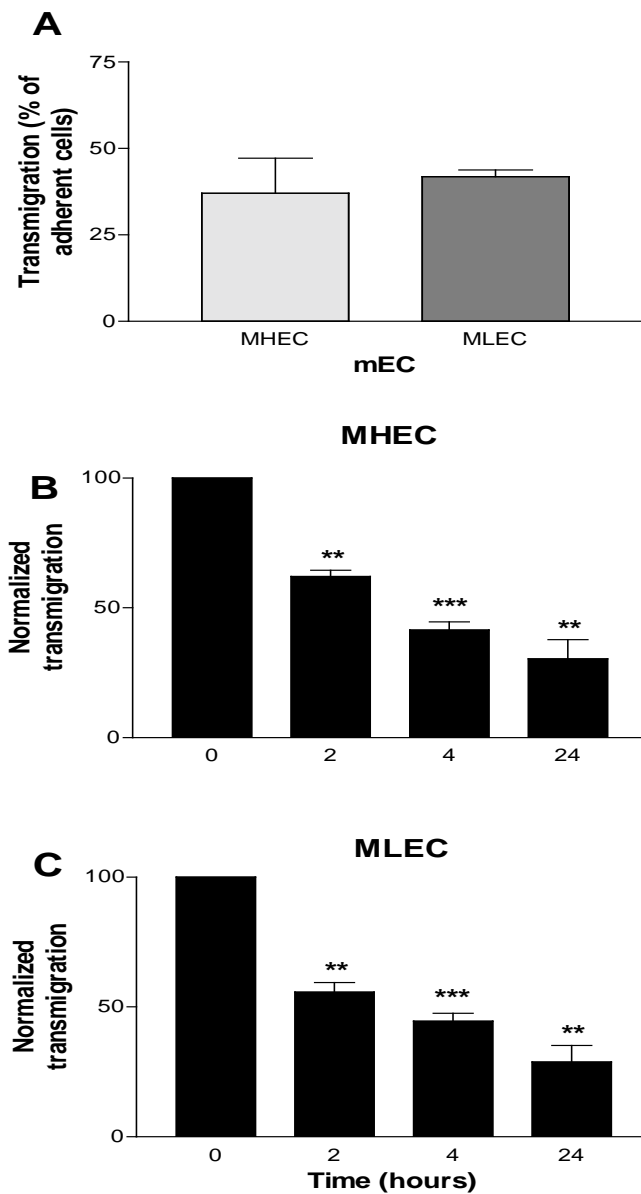 A
Transmigration (% of
adherent cells)
75
50
25
0
MHEC
MLEC
mEC
MHEC
B
Normalized
transmigration
100
50
0
**
***
**
0
2
4
24
MLEC
C
Normalized
transmigration
100
50
0
**
***
**
0
2
4
24
Time (hours)